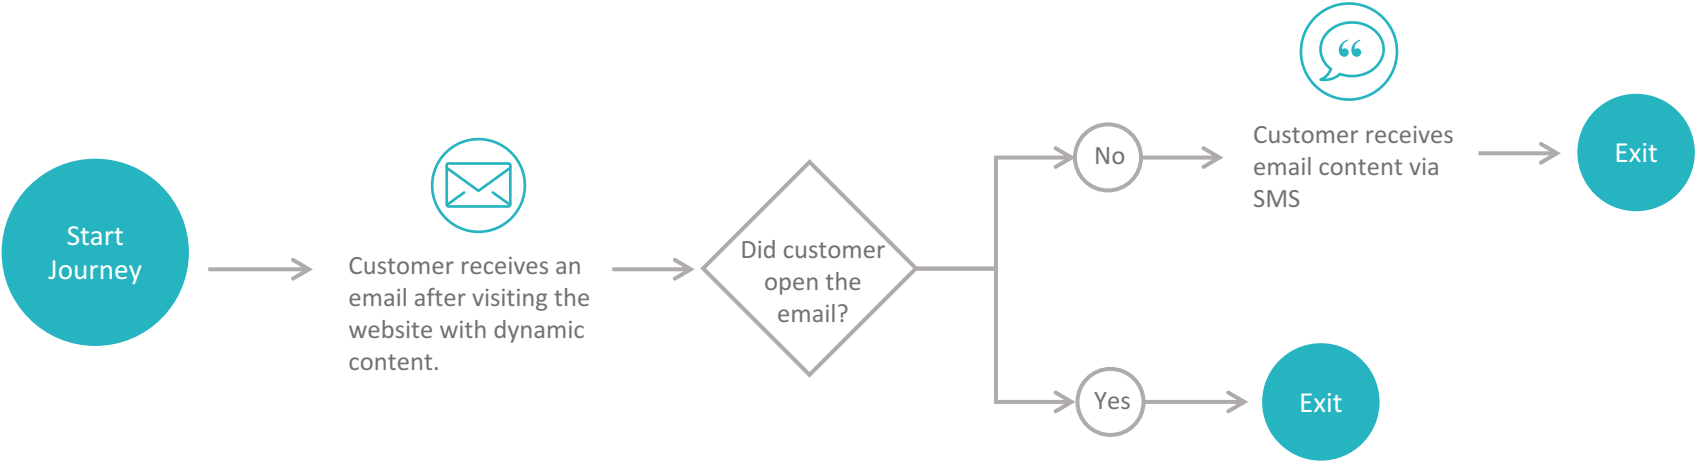 Start
Journey
Customer receives an
email after visiting the
website with dynamic
content.
Did customer
open the
email?
No
Customer receives
email content via
SMS
Exit
Yes
Exit